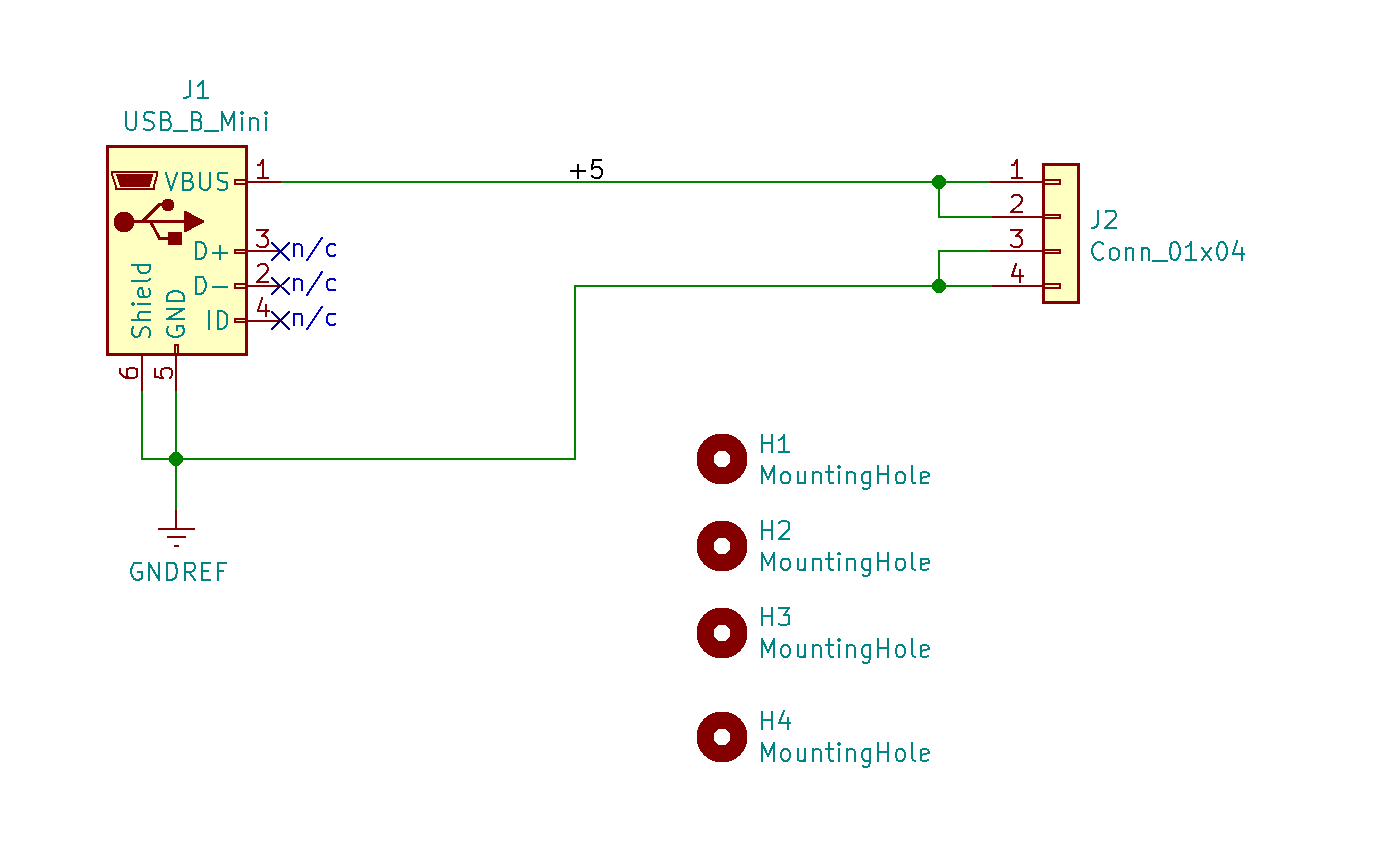 J1
USB_B_Mini
VBUS 1
D+ 3 n/c
D- 2 n/c
ID 4 n/c
Shield
GND
6
5
GNDREF
+5
1
2
3
4
J2
Conn_01x04
H1
MountingHole
H2
MountingHole
H3
MountingHole
H4
MountingHole